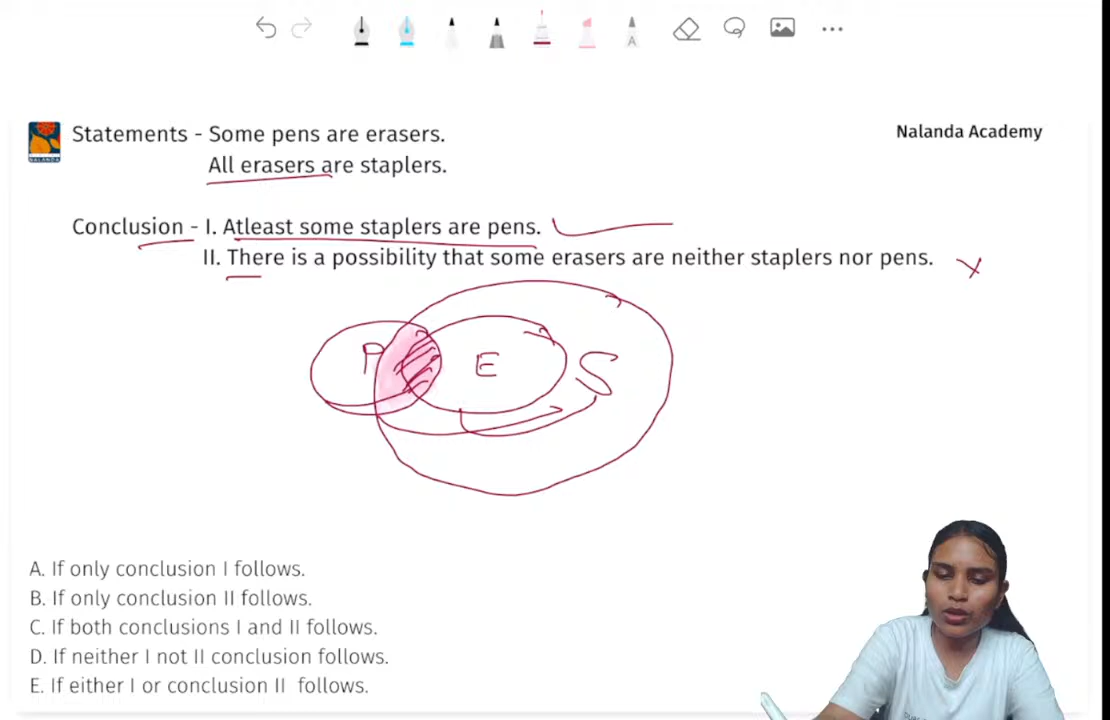 Statements - Some pens are erasers.
Nalanda Academy
All erasers are staplers.
Conclusion - I. Atleast some staplers are pens.
II. There is a possibility that some erasers are neither staplers nor pens.
P E S
A. If only conclusion I follows.
B. If only conclusion II follows.
C. If both conclusions I and II follows.
D. If neither I not II conclusion follows.
E. If either I or conclusion II follows.
NALANDA
A